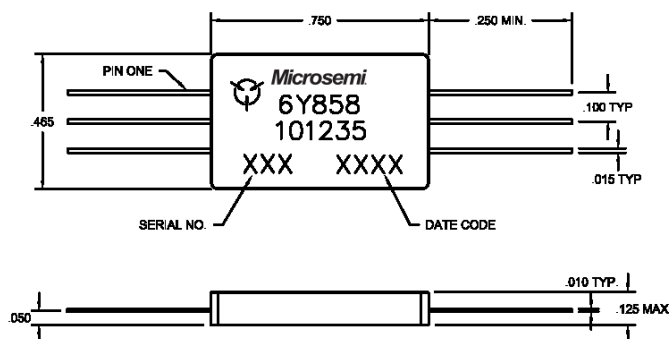 .750
.250 MIN.
PIN ONE
Microsemi
6Y858
101235
XXX XXXX
.465
.100 TYP
.015 TYP
SERIAL NO.
DATE CODE
.010 TYP.
.050
.125 MAX